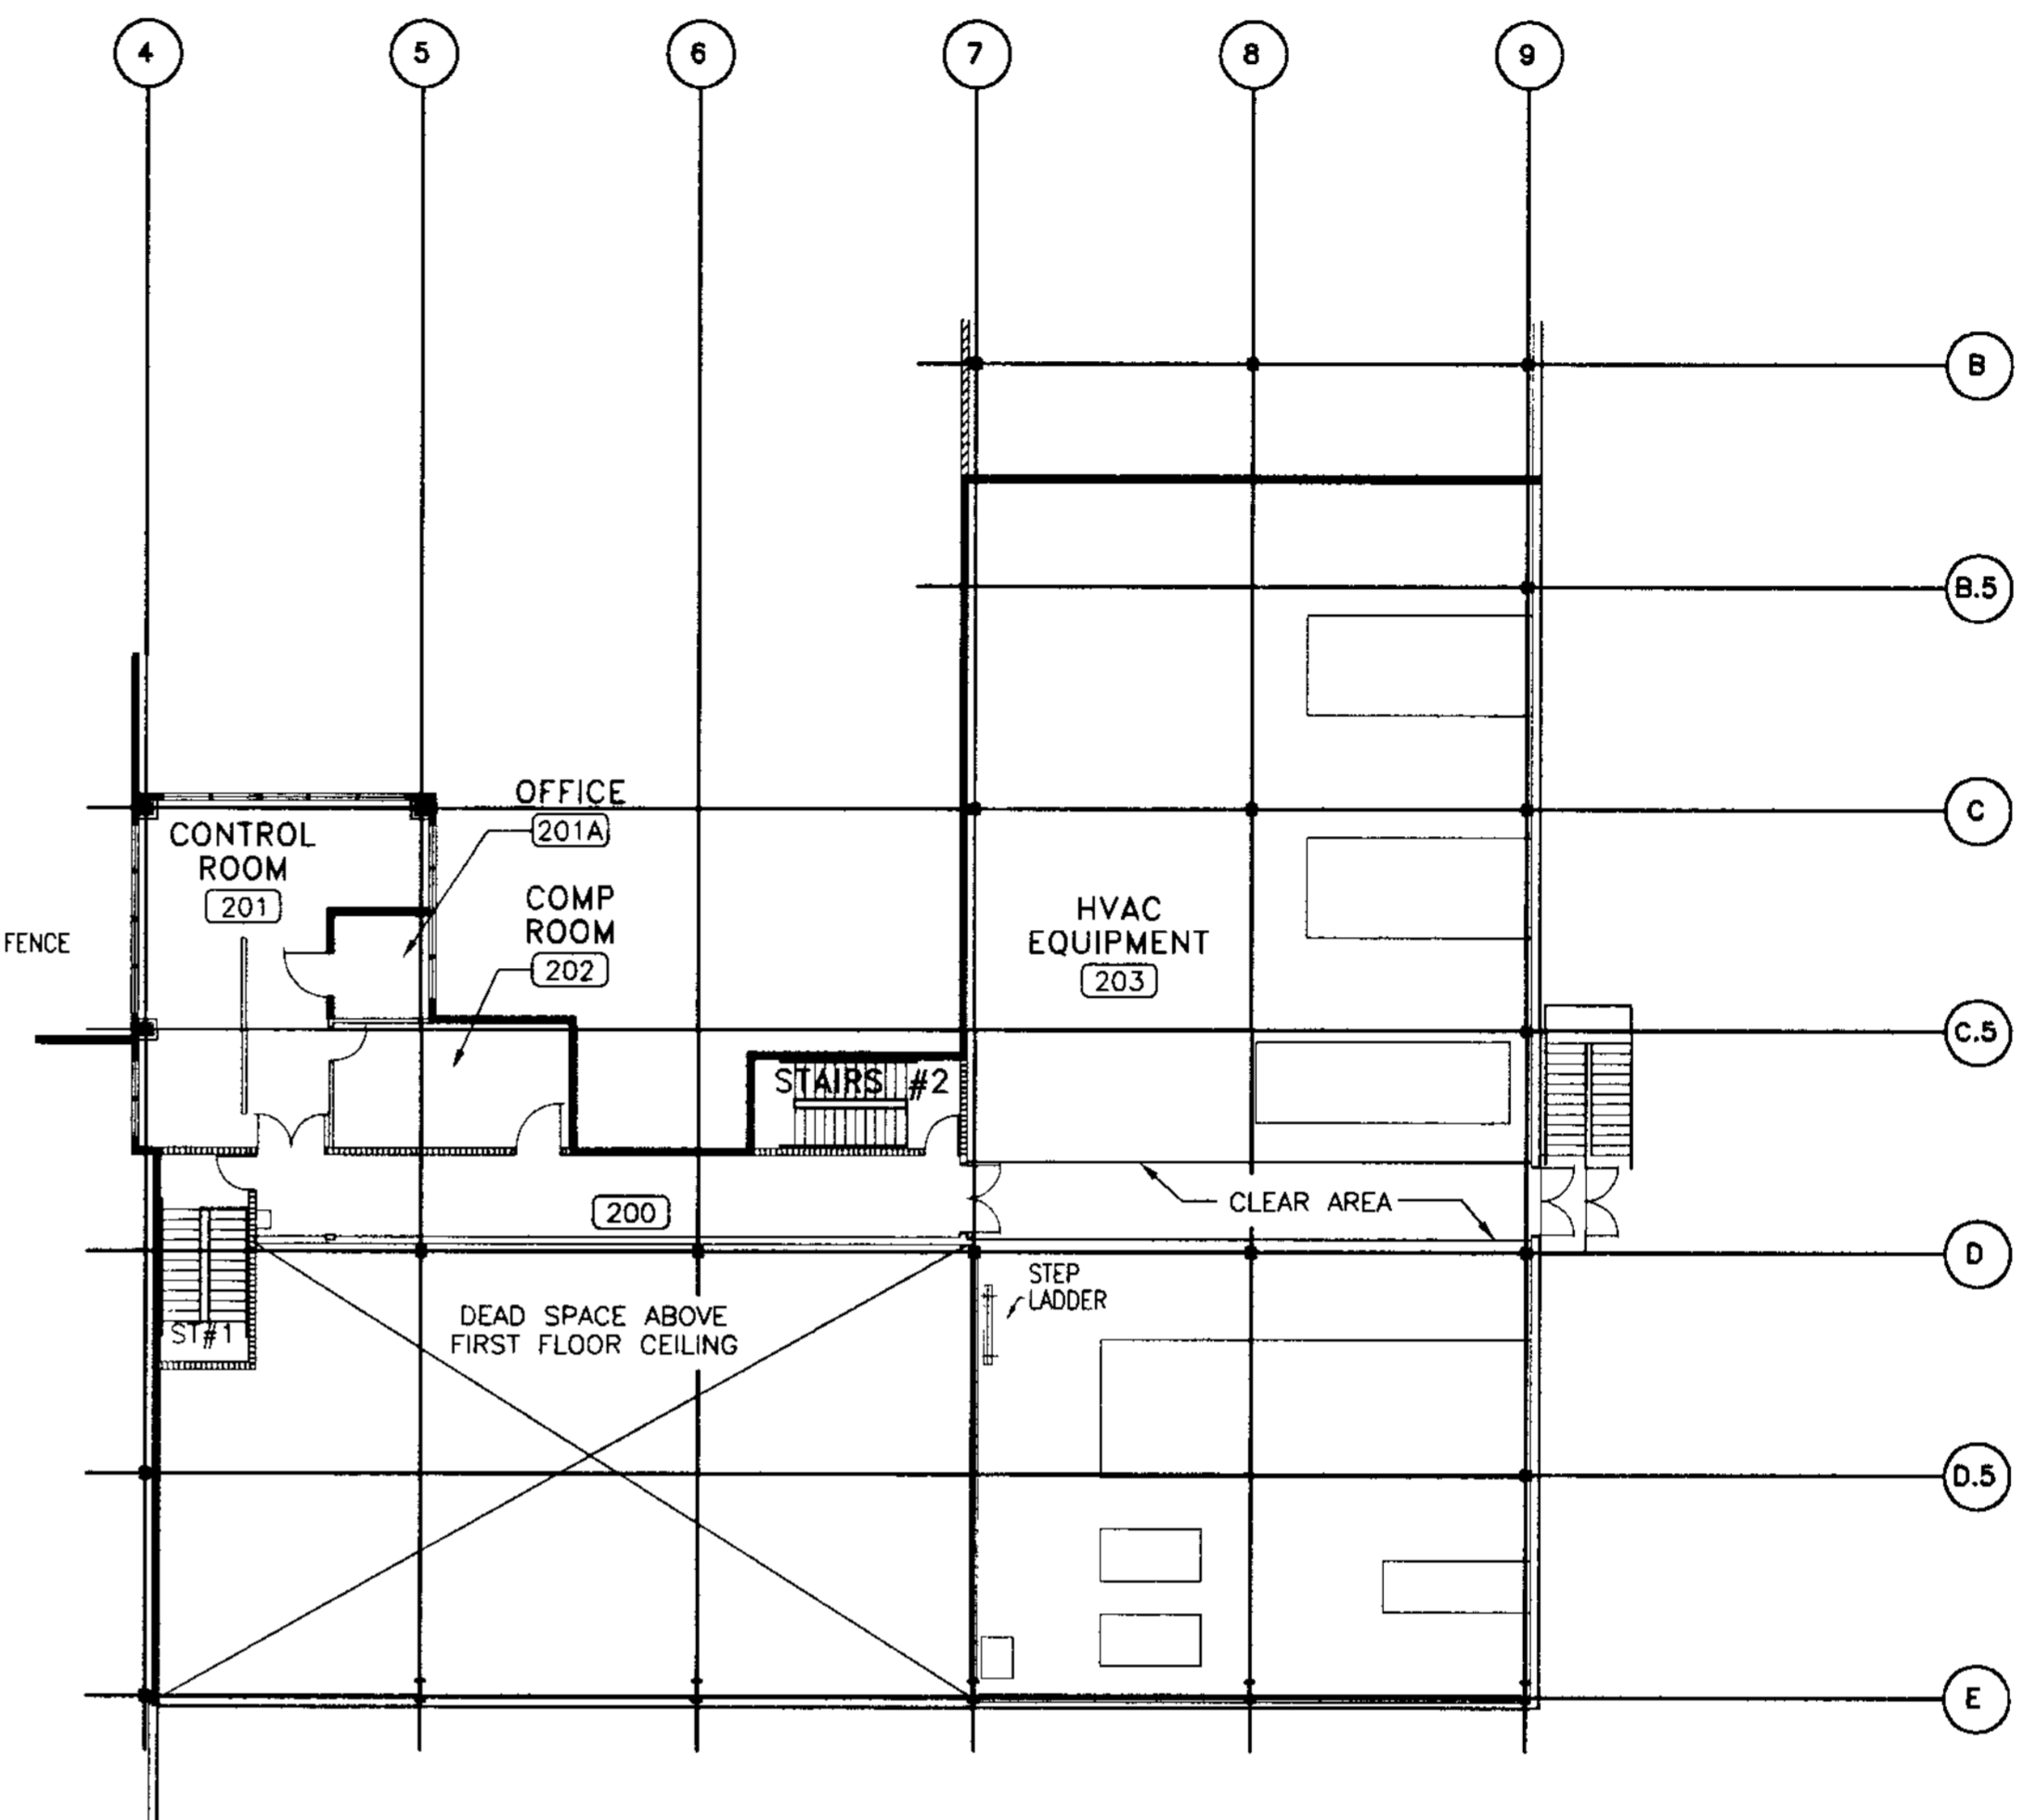 4
5
6
7
8
9
B
B.5
OFFICE
201A
C
CONTROL
ROOM
201
COMP
ROOM
202
HVAC
EQUIPMENT
203
FENCE
C.5
STAIRS #2
200
CLEAR AREA
D
STEP
LADDER
ST#1
DEAD SPACE ABOVE
FIRST FLOOR CEILING
D.5
E